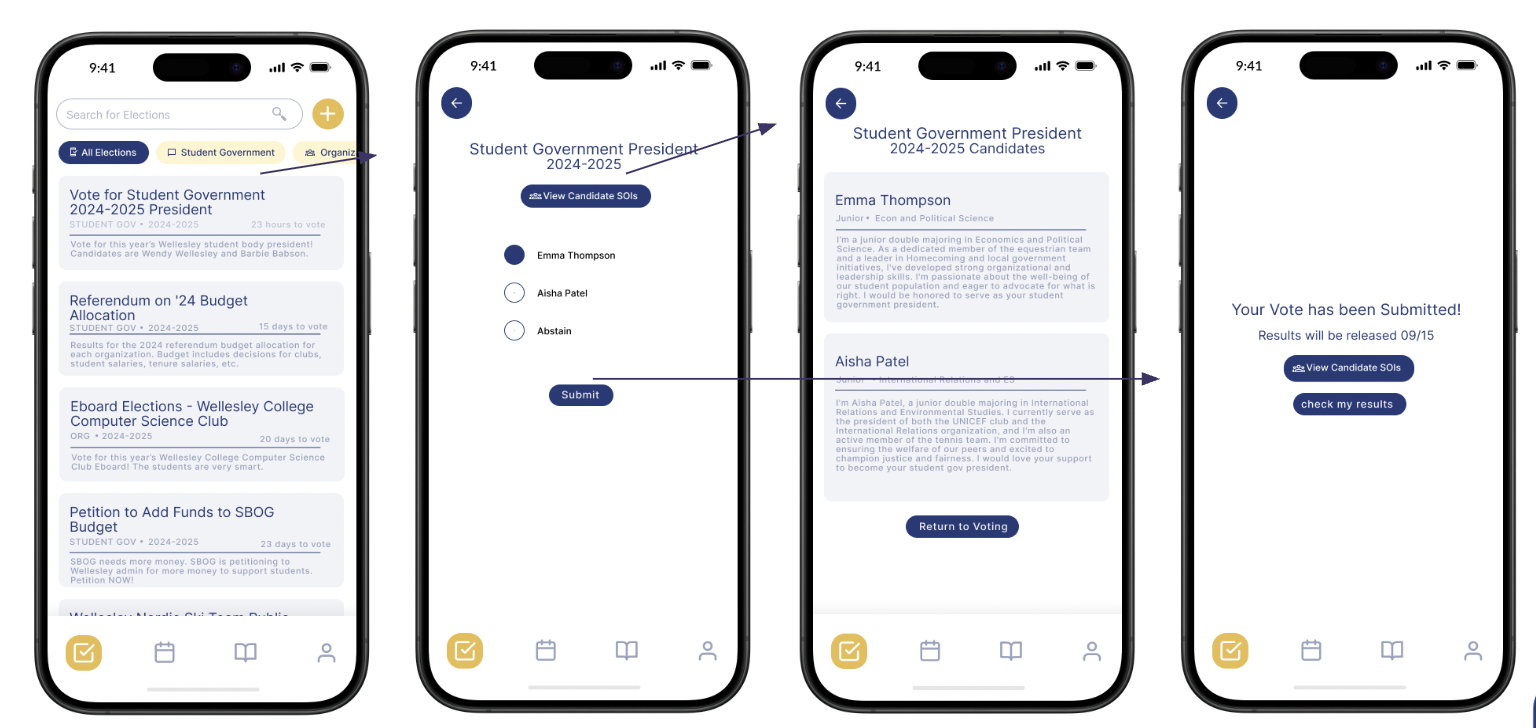 9:41
Search for Elections
All Elections
Student Government
Organiz
Vote for Student Government
2024-2025 President
STUDENT GOV • 2024-2025
23 hours to vote
Vote for this year's Wellesley student body president!
Candidates are Wendy Wellesley and Barbie Babson.
Referendum on '24 Budget
Allocation
STUDENT GOV • 2024-2025
15 days to vote
Results for the 2024 referendum budget allocation for
each organization. Budget includes decisions for clubs,
student salaries, tenure salaries, etc.
Eboard Elections - Wellesley College
Computer Science Club
ORG • 2024-2025
20 days to vote
Vote for this year's Wellesley College Computer Science
Club Eboard! The students are very smart.
Petition to Add Funds to SBOG
Budget
STUDENT GOV • 2024-2025
23 days to vote
SBOG needs more money. SBOG is petitioning to
Wellesley admin for more money to support students.
Petition NOW!
Wellesley Nordic Ski Team Public
9:41
Student Government President
2024-2025
View Candidate SOIs
Emma Thompson
Aisha Patel
Abstain
Submit
9:41
Student Government President
2024-2025 Candidates
Emma Thompson
Junior • Econ and Political Science
I'm a junior double majoring in Economics and Political
Science. As a dedicated member of the equestrian team
and a leader in Homecoming and local government
initiatives, I've developed strong organizational and
leadership skills. I'm passionate about the well-being of
our student population and eager to advocate for what is
right. I would be honored to serve as your student
government president.
Aisha Patel
Junior • International Relations and ES
I'm Aisha Patel, a junior double majoring in International
Relations and Environmental Studies. I currently serve as
the president of both the UNICEF club and the
International Relations organization, and I'm also an
active member of the tennis team. I'm committed to
ensuring the welfare of our peers and excited to
champion justice and fairness. I would love your support
to become your student gov president.
Return to Voting
9:41
Your Vote has been Submitted!
Results will be released 09/15
View Candidate SOIs
check my results